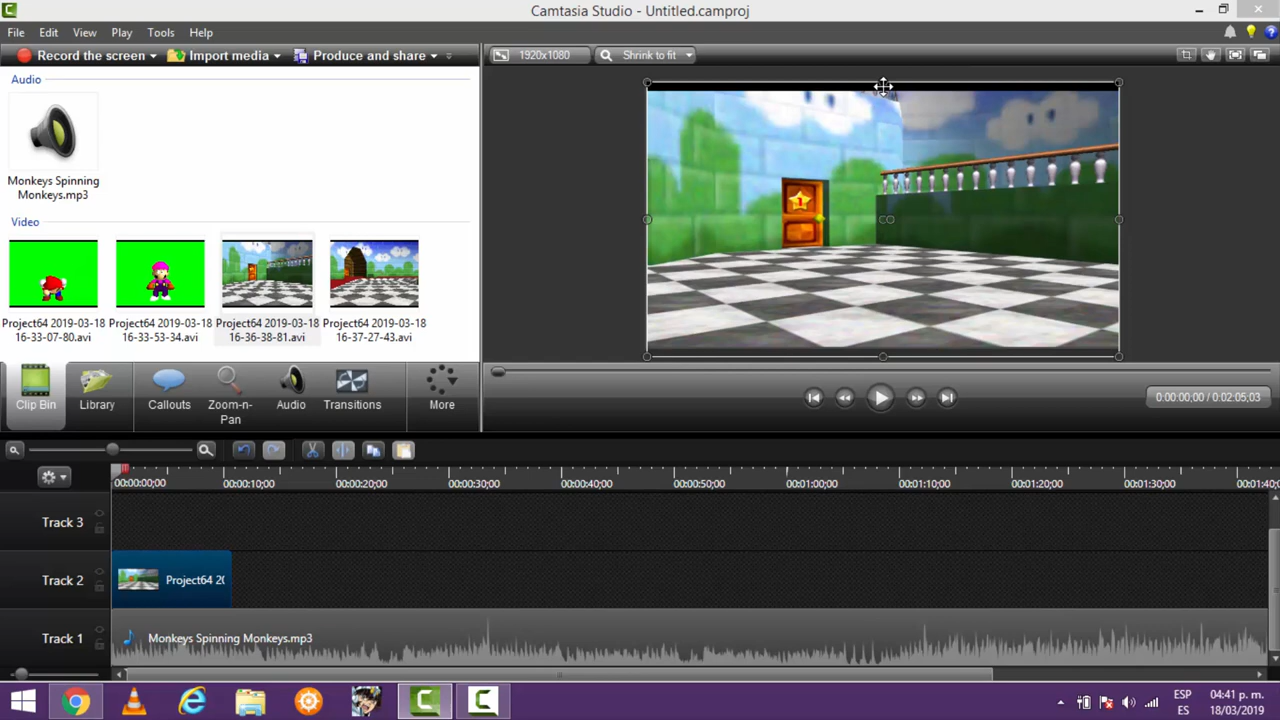 Camtasia Studio - Untitled.camproj
File Edit View Play Tools Help
Record the screen Import media Produce and share
1920x1080 Shrink to fit
Audio
Monkeys Spinning
Monkeys.mp3
Video
Project64 2019-03-18
16-33-07-80.avi
Project64 2019-03-18
16-33-53-34.avi
Project64 2019-03-18
16-36-38-81.avi
Project64 2019-03-18
16-37-27-43.avi
1
Clip Bin
Library
Callouts
Zoom-n-
Pan
Audio
Transitions
More
0:00:00;00 / 0:02:05;03
00:00:00;00 00:00:10;00 00:00:20;00 00:00:30;00 00:00:40;00 00:00:50;00 00:01:00;00 00:01:10;00 00:01:20;00 00:01:30;00 00:01:40;0
Track 3
Track 2 Project64 20
Track 1 Monkeys Spinning Monkeys.mp3
ESP 04:41 p. m.
ES 18/03/2019